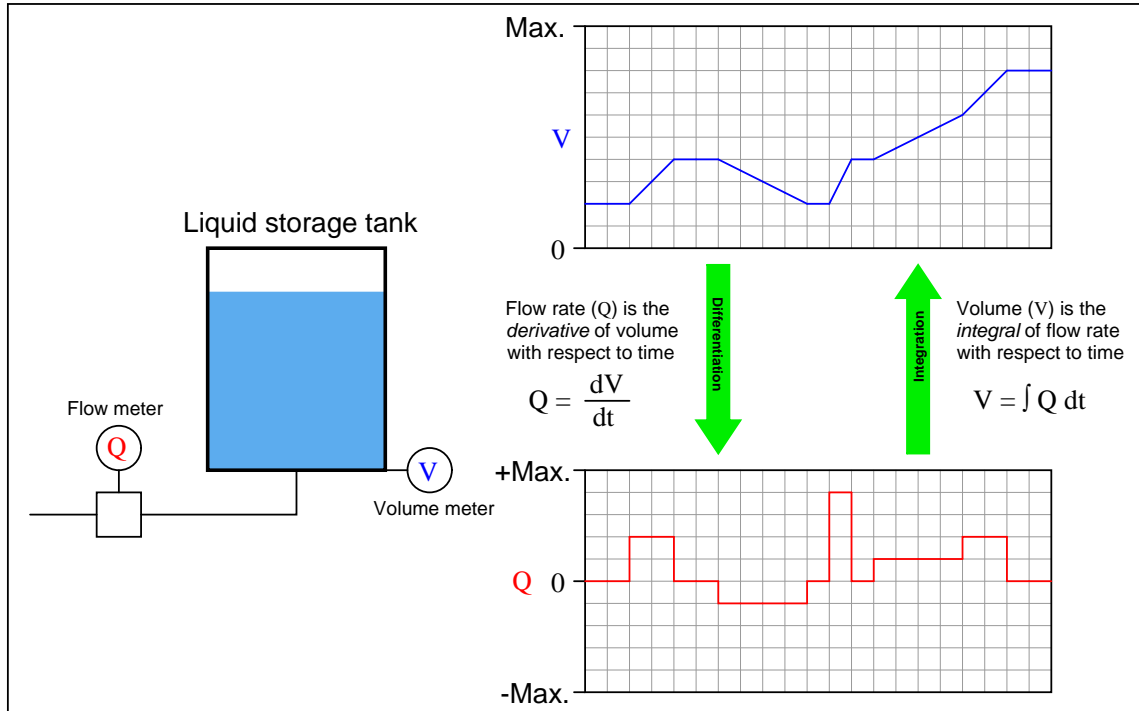 Max.
V
0
Liquid storage tank
Flow meter
Q
V
Volume meter
Flow rate (Q) is the
derivative of volume
with respect to time
Q = dV/dt
Differentiation
Integration
Volume (V) is the
integral of flow rate
with respect to time
V = ∫ Q dt
+Max.
Q 0
-Max.